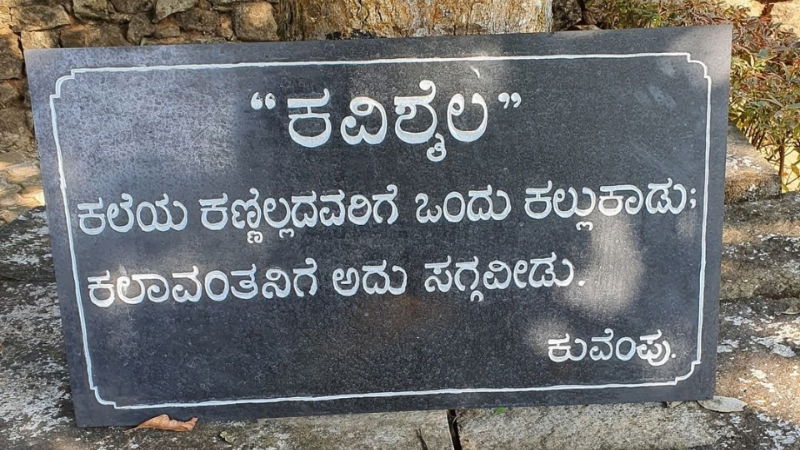 “ಕವಿಶೈಲ”
ಕಲೆಯ ಕಣ್ಣಿಲ್ಲದವರಿಗೆ ಒಂದು ಕಲ್ಲುಕಾಡು;
ಕಲಾವಂತನಿಗೆ ಅದು ಸಗ್ಗವೀಡು.
ಕುವೆಂಪು.